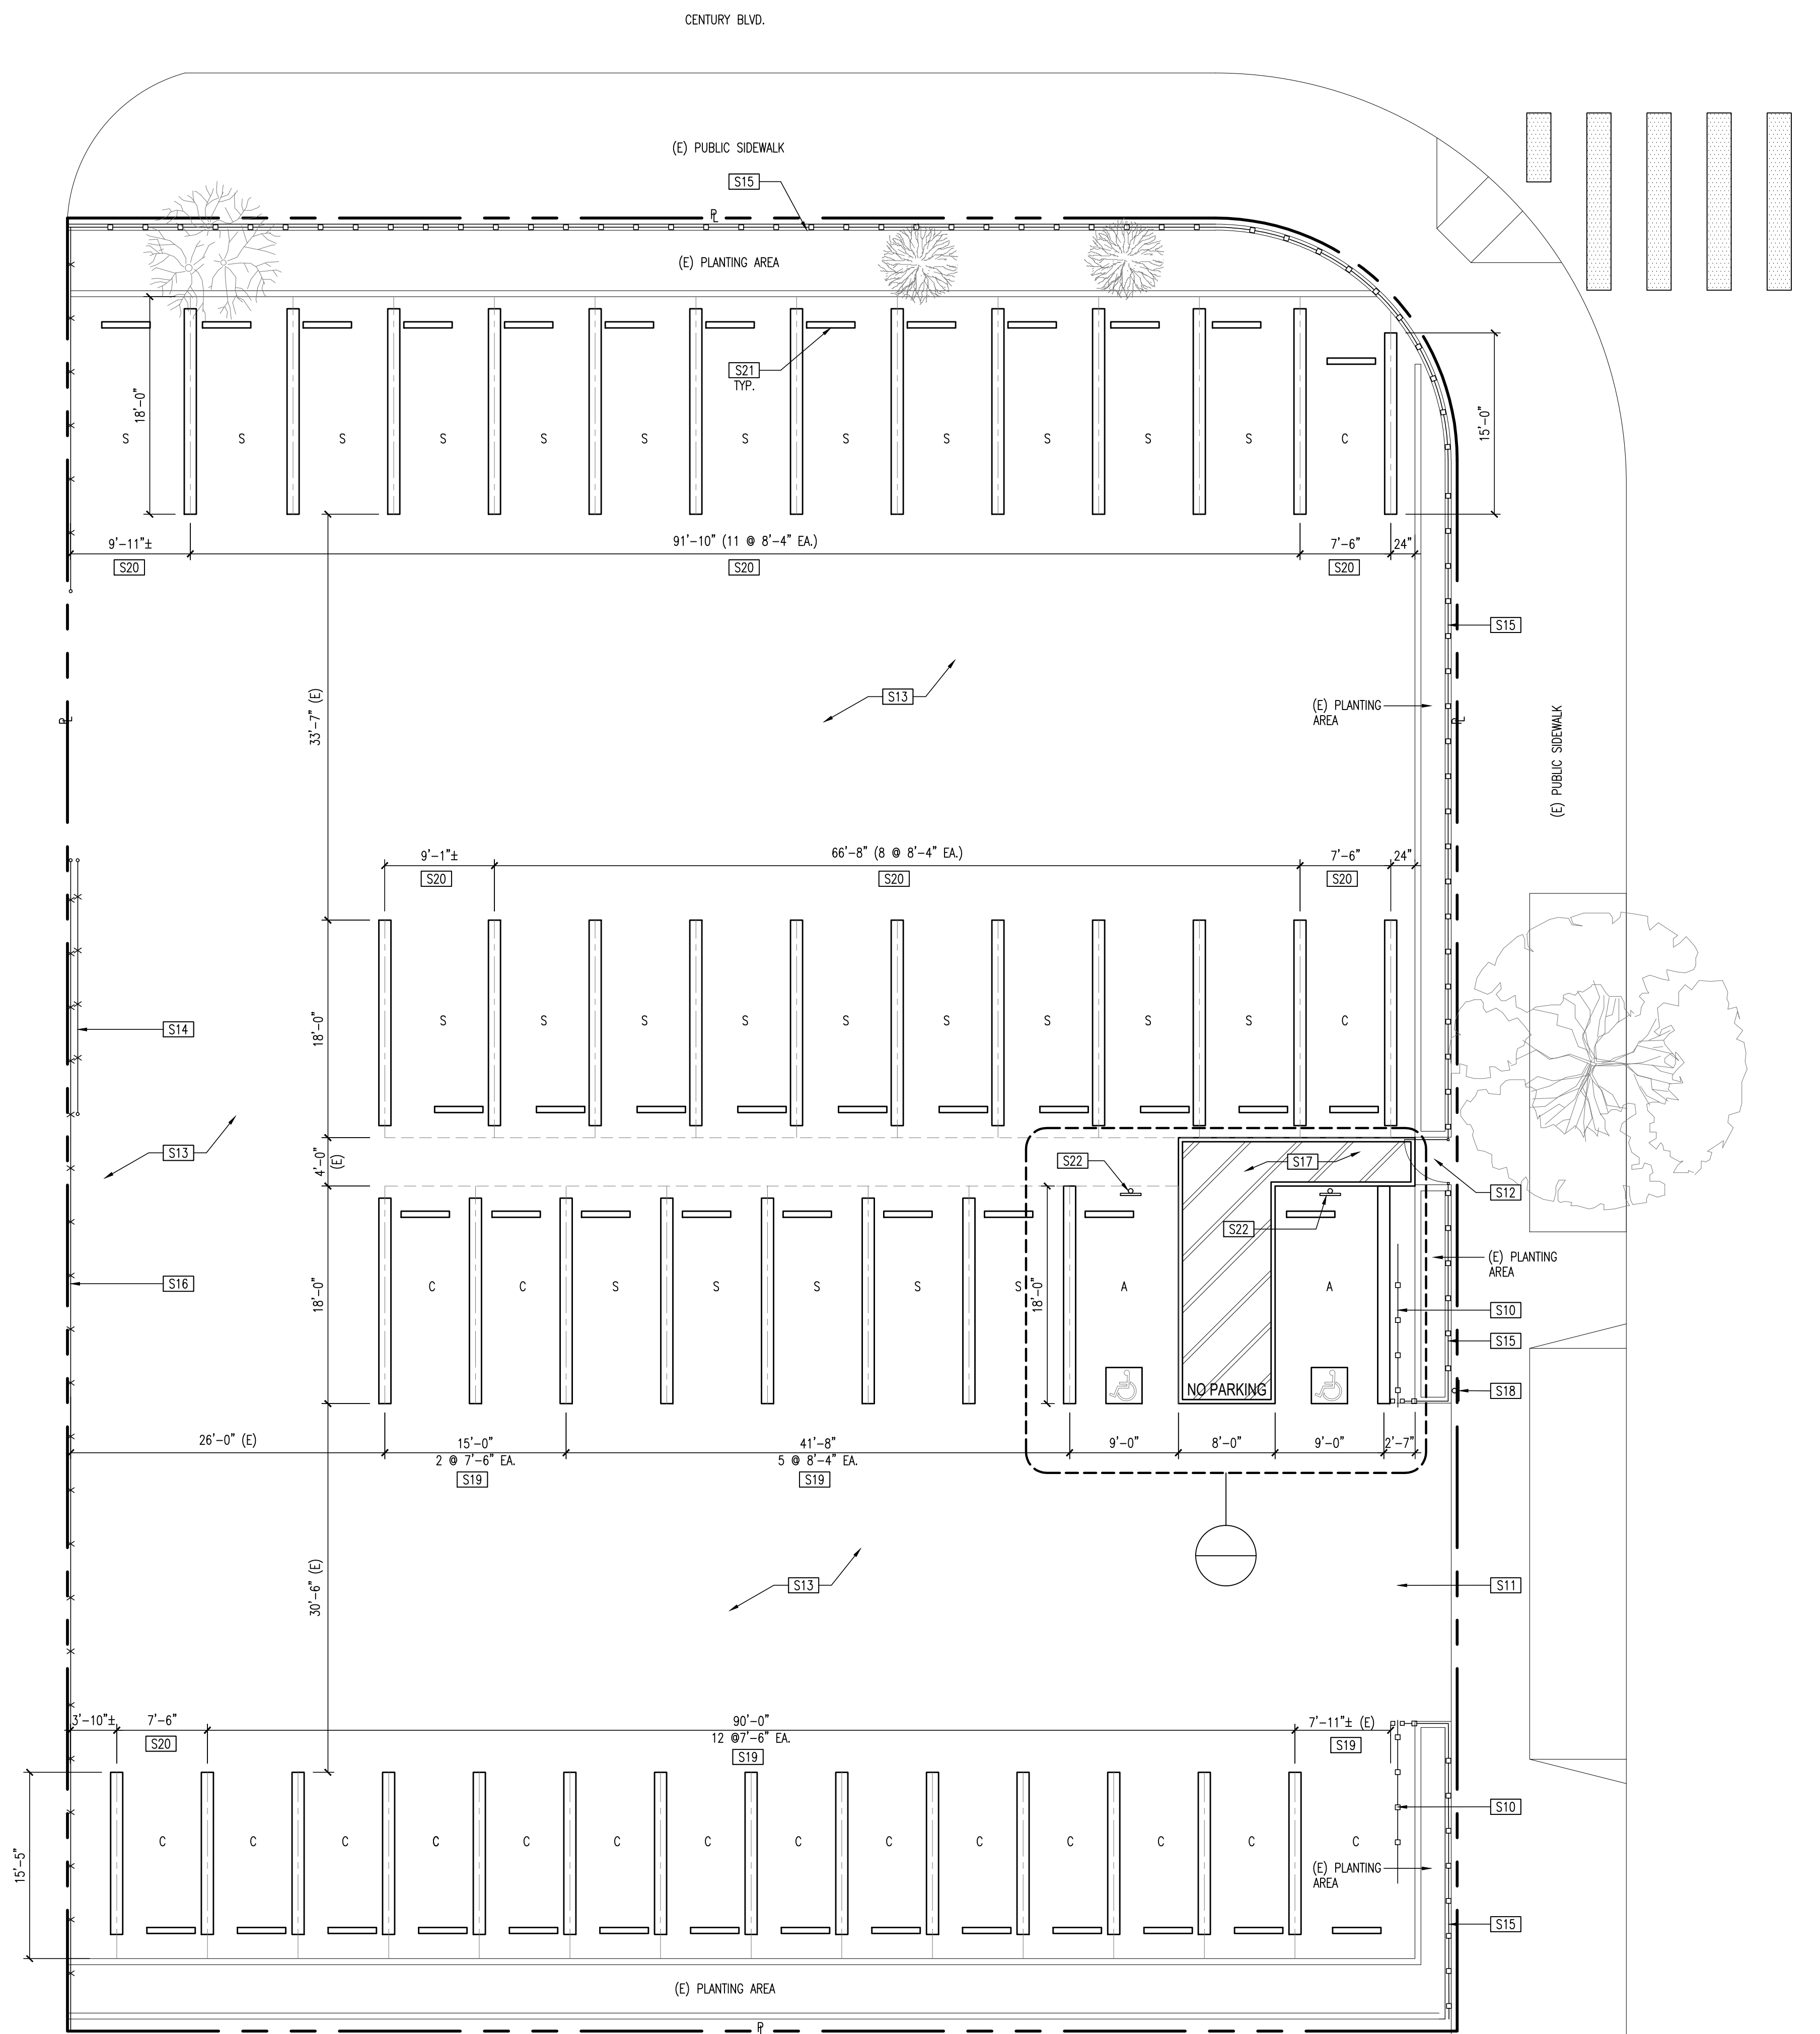 CENTURY BLVD.
(E) PUBLIC SIDEWALK
S15
PL
(E) PLANTING AREA
S21
TYP.
18'-0"
15'-0"
S
S
S
S
S
S
S
S
S
S
S
S
C
9'-11"±
91'-10" (11 @ 8'-4" EA.)
7'-6"
24"
S20
S20
S20
S15
33'-7" (E)
S13
(E) PLANTING
AREA
PL
PL
(E) PUBLIC SIDEWALK
9'-1"±
66'-8" (8 @ 8'-4" EA.)
7'-6"
24"
S20
S20
S20
18'-0"
S
S
S
S
S
S
S
S
S
C
S14
S13
4'-0"
(E)
S22
S17
S12
S22
(E) PLANTING
AREA
S16
18'-0"
C
C
S
S
S
S
S
18'-0"
A
A
S10
S15
S18
NO PARKING
26'-0" (E)
15'-0"
2 @ 7'-6" EA.
S19
41'-8"
5 @ 8'-4" EA.
S19
9'-0"
8'-0"
9'-0"
2'-7"
30'-6" (E)
S13
S11
3'-10"±
7'-6"
S20
90'-0"
12 @7'-6" EA.
S19
7'-11"± (E)
S19
S10
15'-5"
C
C
C
C
C
C
C
C
C
C
C
C
C
C
(E) PLANTING
AREA
S15
(E) PLANTING AREA
PL